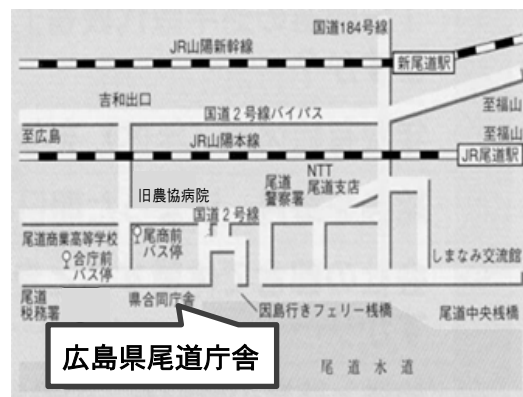 国道184号線
JR山陽新幹線
新尾道駅
吉和出口
国道2号線バイパス
至福山
至広島
JR山陽本線
至福山
JR尾道駅
NTT
尾道支店
尾道
警察署
旧農協病院
国道2号線
尾道商業高等学校
尾商前
バス停
合庁前
バス停
しまなみ交流館
尾道
税務署
県合同庁舎
因島行きフェリー桟橋
尾道中央桟橋
広島県尾道庁舎
尾道水道